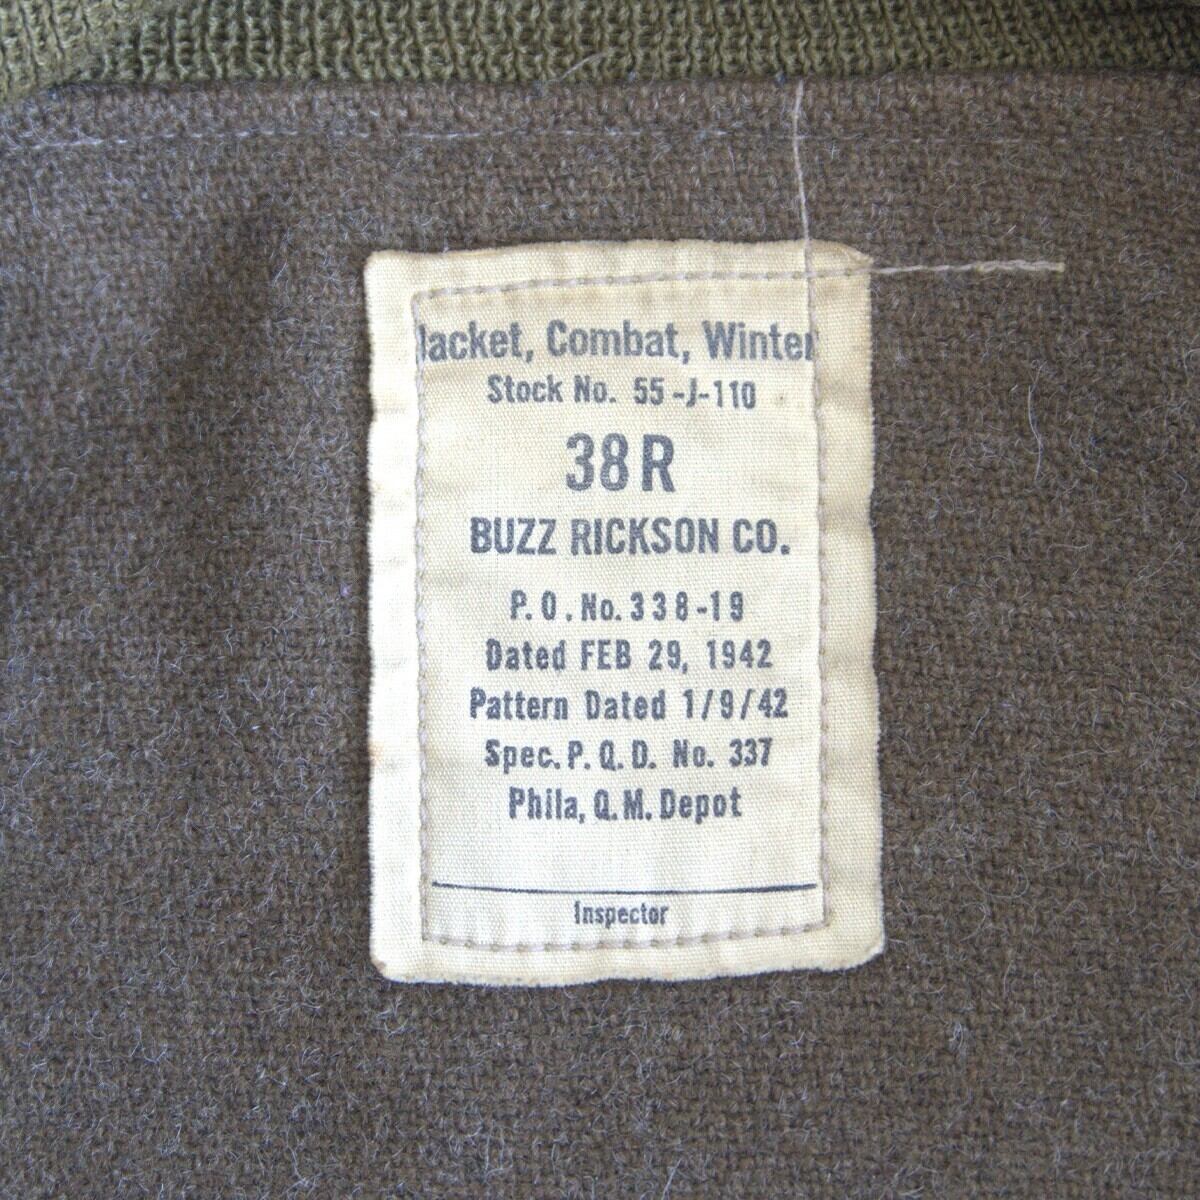 Jacket, Combat, Winter
Stock No. 55-J-110
38R
BUZZ RICKSON CO.
P.O.No.338-19
Dated FEB 29, 1942
Pattern Dated 1/9/42
Spec.P.Q.D. No. 337
Phila, Q.M.Depot
Inspector